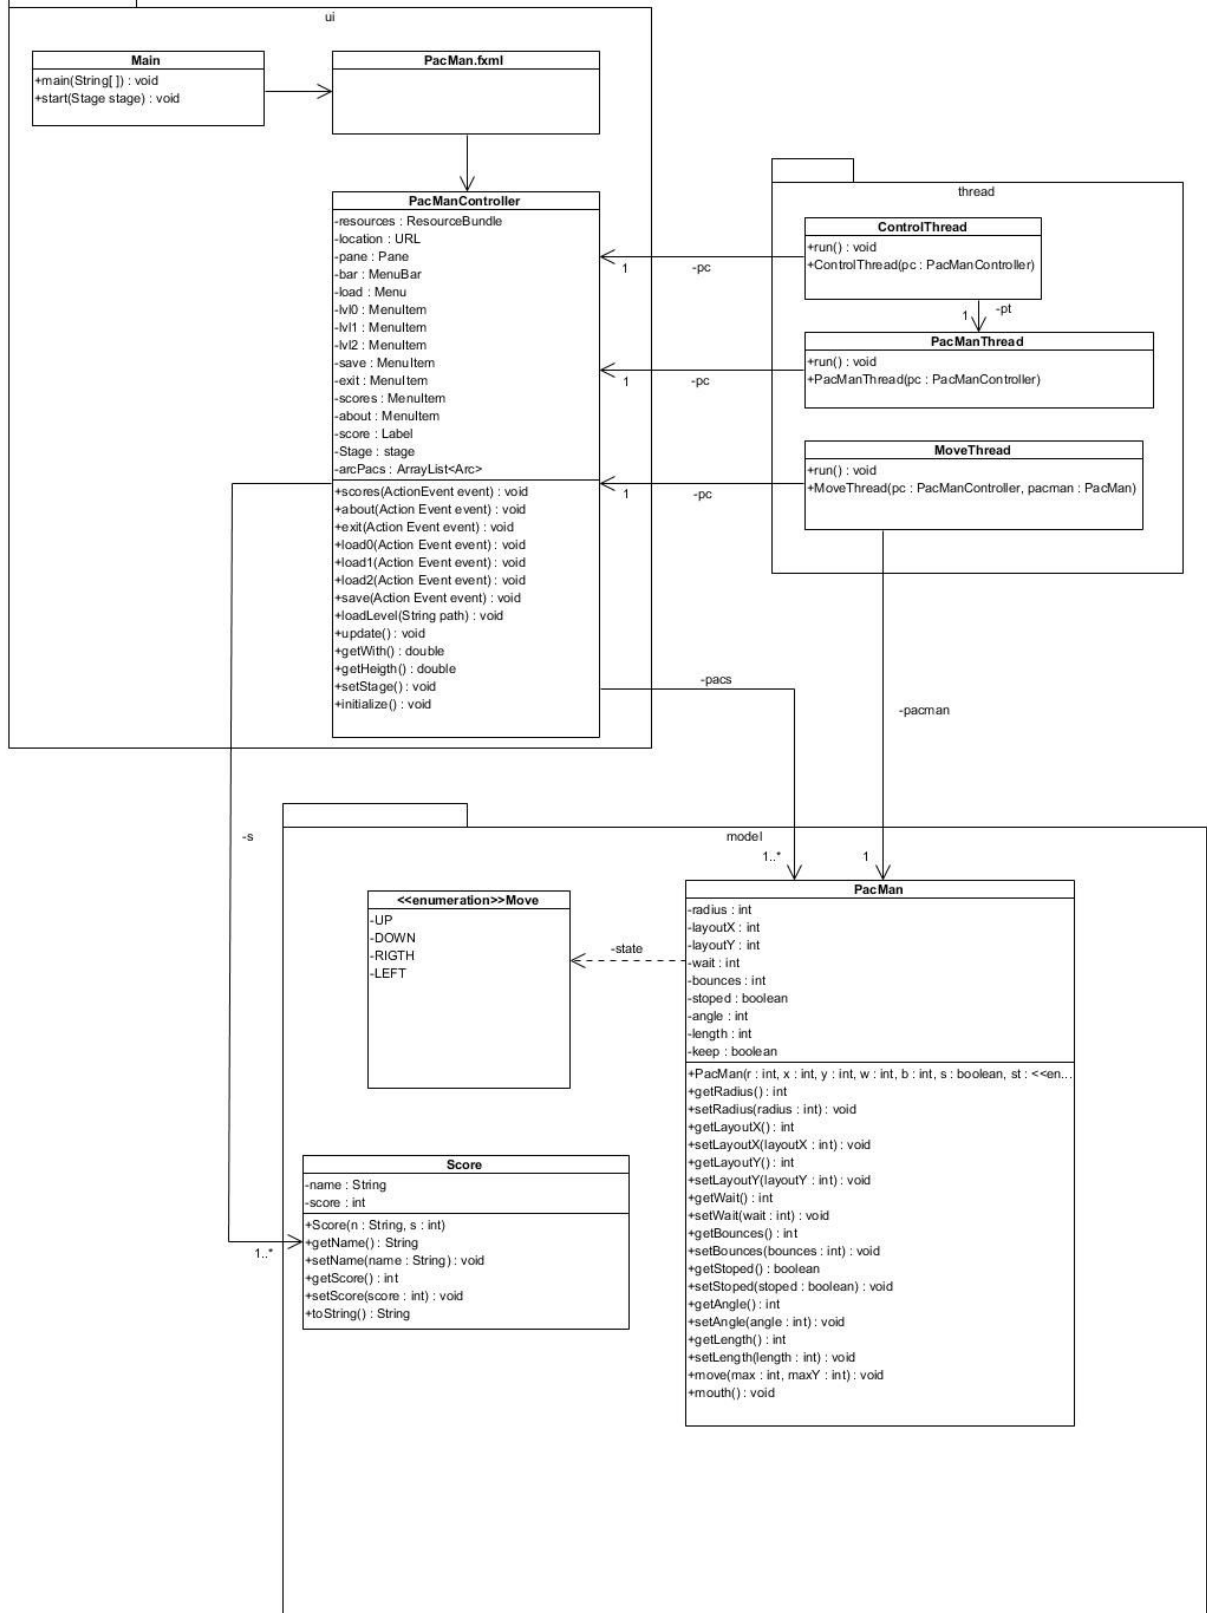 ui
Main
+main(String[ ]) : void
+start(Stage stage) : void
PacMan.fxml
PacManController
-resources : ResourceBundle
-location : URL
-pane : Pane
-bar : MenuBar
-load : Menu
-lvl0 : MenuItem
-lvl1 : MenuItem
-lvl2 : MenuItem
-save : MenuItem
-exit : MenuItem
-scores : MenuItem
-about : MenuItem
-score : Label
-Stage : stage
-arcPacs : ArrayList<Arc>
+scores(ActionEvent event) : void
+about(Action Event event) : void
+exit(Action Event event) : void
+load0(Action Event event) : void
+load1(Action Event event) : void
+load2(Action Event event) : void
+save(Action Event event) : void
+loadLevel(String path) : void
+update() : void
+getWith() : double
+getHeigth() : double
+setStage() : void
+initialize() : void
thread
ControlThread
+run() : void
+ControlThread(pc : PacManController)
1
-pc
1
-pt
PacManThread
+run() : void
+PacManThread(pc : PacManController)
1
-pc
MoveThread
+run() : void
+MoveThread(pc : PacManController, pacman : PacMan)
1
-pc
-pacs
-pacman
-s
model
1..*
1
<<enumeration>>Move
-UP
-DOWN
-RIGTH
-LEFT
-state
PacMan
-radius : int
-layoutX : int
-layoutY : int
-wait : int
-bounces : int
-stoped : boolean
-angle : int
-length : int
-keep : boolean
+PacMan(r : int, x : int, y : int, w : int, b : int, s : boolean, st : <<en...
+getRadius() : int
+setRadius(radius : int) : void
+getLayoutX() : int
+setLayoutX(layoutX : int) : void
+getLayoutY() : int
+setLayoutY(layoutY : int) : void
+getWait() : int
+setWait(wait : int) : void
+getBounces() : int
+setBounces(bounces : int) : void
+getStoped() : boolean
+setStoped(stoped : boolean) : void
+getAngle() : int
+setAngle(angle : int) : void
+getLength() : int
+setLength(length : int) : void
+move(max : int, maxY : int) : void
+mouth() : void
Score
-name : String
-score : int
+Score(n : String, s : int)
+getName() : String
+setName(name : String) : void
+getScore() : int
+setScore(score : int) : void
+toString() : String
1..*